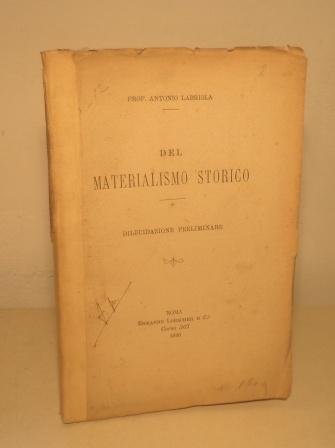 PROF. ANTONIO LABRIOLA
DEL
MATERIALISMO STORICO
DILUCIDAZIONE PRELIMINARE
ROMA
ERMANNO LOESCHER & C.º
Corso 307
1896